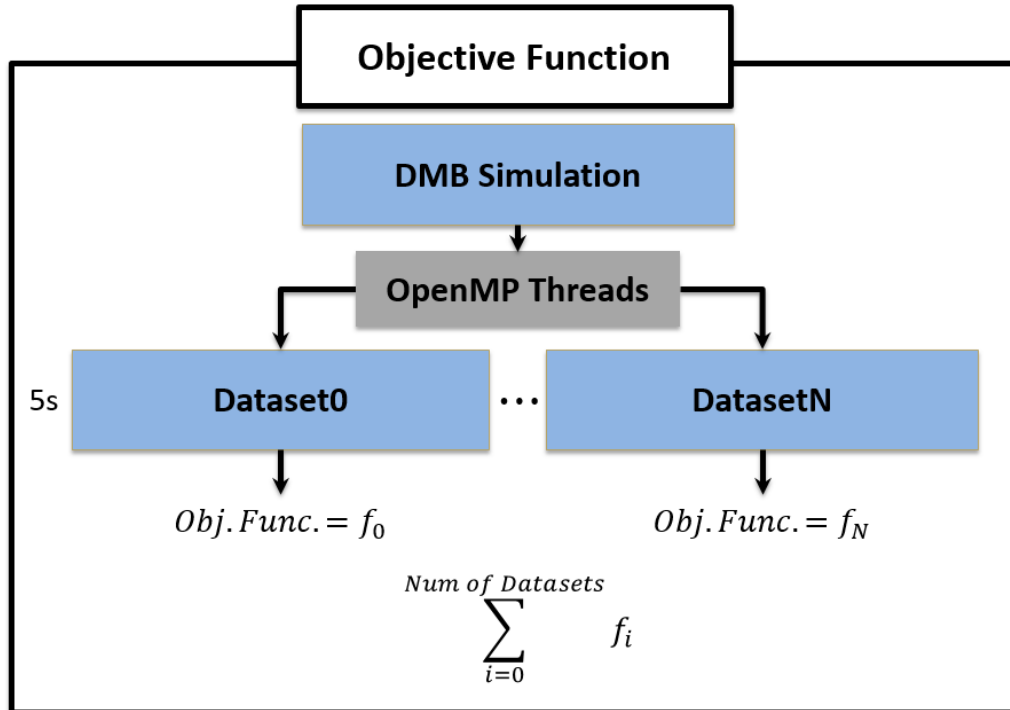 Objective Function
DMB Simulation
OpenMP Threads
5s Dataset0 ... DatasetN
Obj. Func. = f₀ Obj. Func. = f_N
Num of Datasets
∑ fᵢ
i=0